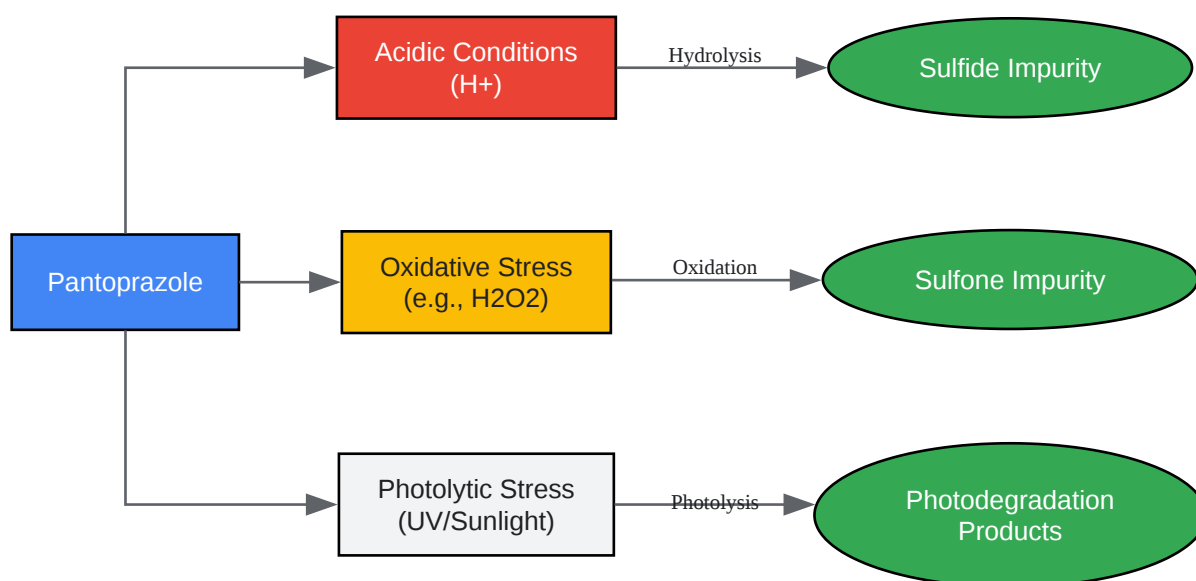 Acidic Conditions
(H+)
Hydrolysis
Sulfide Impurity
Pantoprazole
Oxidative Stress
(e.g., H2O2)
Oxidation
Sulfone Impurity
Photolytic Stress
(UV/Sunlight)
Photolysis
Photodegradation
Products